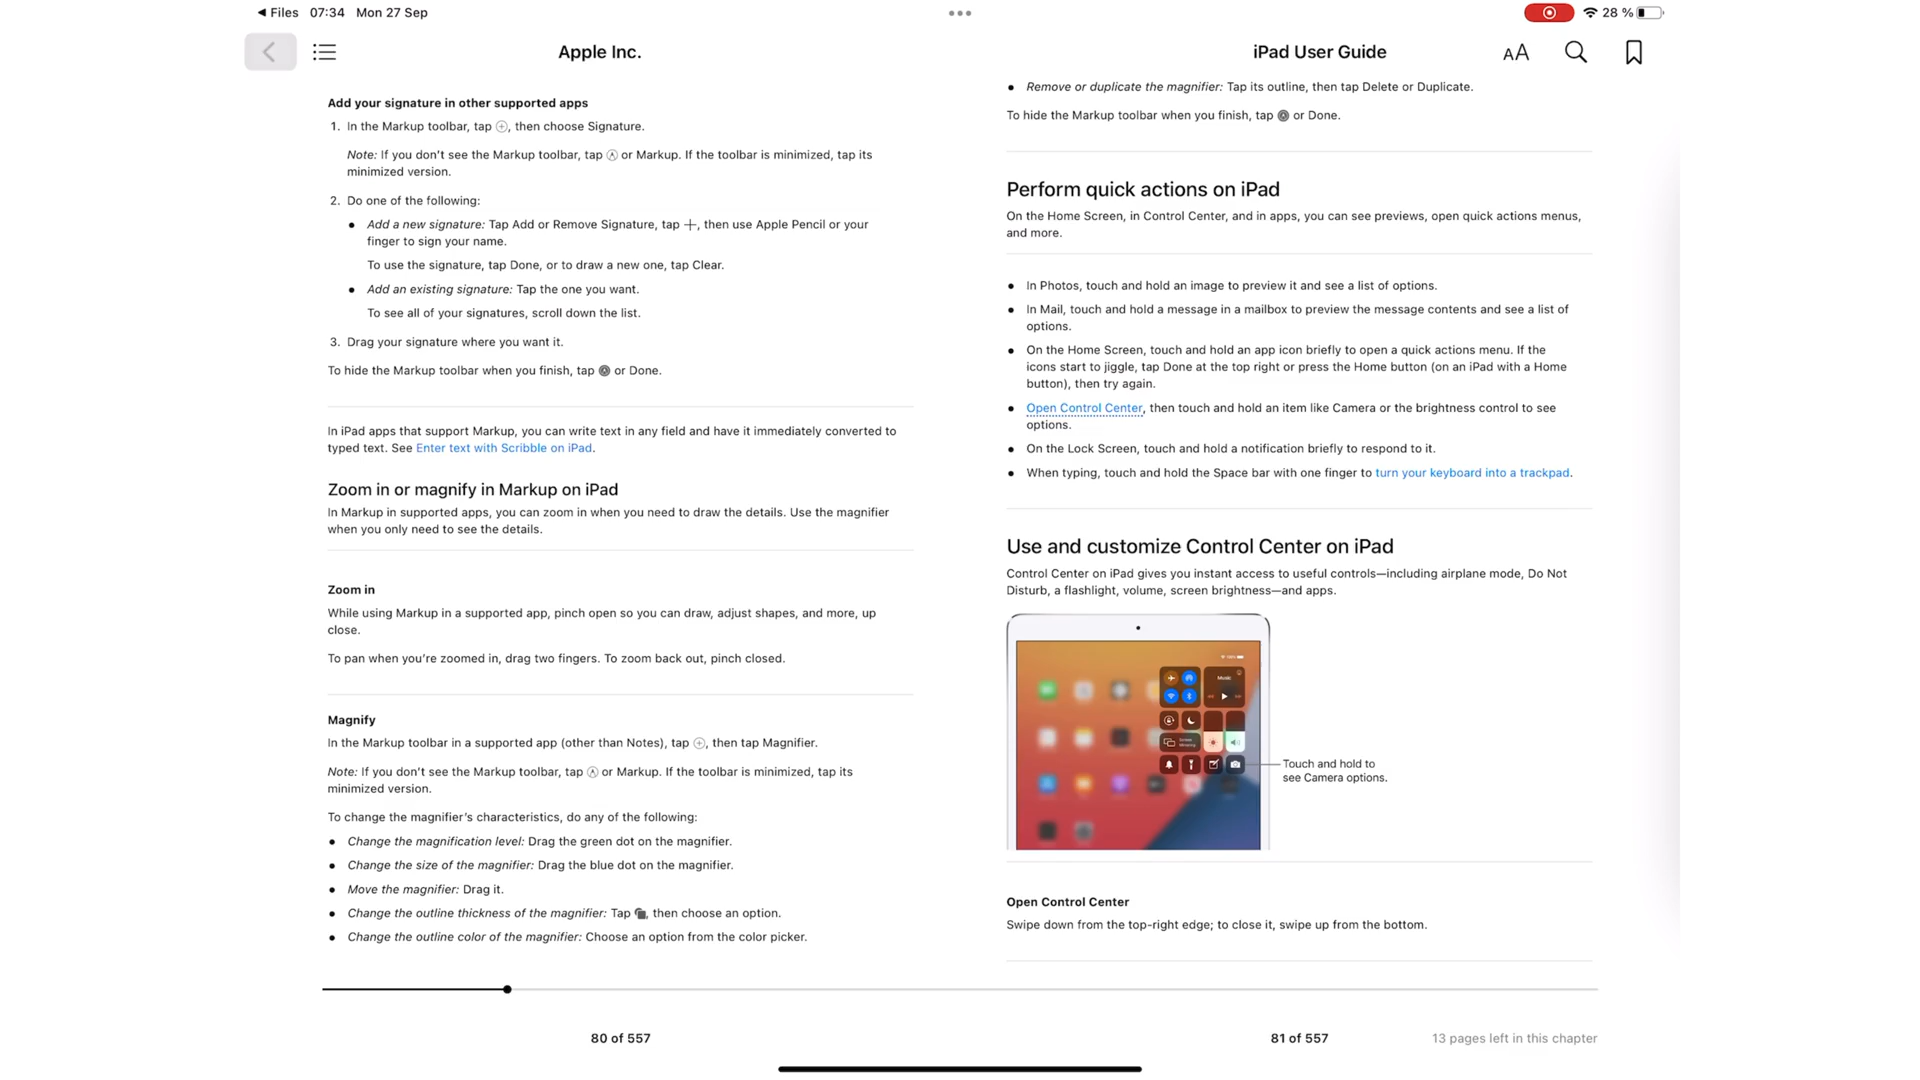 ◀ Files 07:34 Mon 27 Sep
28 %
Apple Inc.
iPad User Guide
AA
Add your signature in other supported apps
1. In the Markup toolbar, tap ⊕, then choose Signature.
Note: If you don’t see the Markup toolbar, tap Ⓐ or Markup. If the toolbar is minimized, tap its
minimized version.
2. Do one of the following:
• Add a new signature: Tap Add or Remove Signature, tap +, then use Apple Pencil or your
finger to sign your name.
To use the signature, tap Done, or to draw a new one, tap Clear.
• Add an existing signature: Tap the one you want.
To see all of your signatures, scroll down the list.
3. Drag your signature where you want it.
To hide the Markup toolbar when you finish, tap Ⓐ or Done.
In iPad apps that support Markup, you can write text in any field and have it immediately converted to
typed text. See Enter text with Scribble on iPad.
Zoom in or magnify in Markup on iPad
In Markup in supported apps, you can zoom in when you need to draw the details. Use the magnifier
when you only need to see the details.
Zoom in
While using Markup in a supported app, pinch open so you can draw, adjust shapes, and more, up
close.
To pan when you’re zoomed in, drag two fingers. To zoom back out, pinch closed.
Magnify
In the Markup toolbar in a supported app (other than Notes), tap ⊕, then tap Magnifier.
Note: If you don’t see the Markup toolbar, tap Ⓐ or Markup. If the toolbar is minimized, tap its
minimized version.
To change the magnifier’s characteristics, do any of the following:
• Change the magnification level: Drag the green dot on the magnifier.
• Change the size of the magnifier: Drag the blue dot on the magnifier.
• Move the magnifier: Drag it.
• Change the outline thickness of the magnifier: Tap , then choose an option.
• Change the outline color of the magnifier: Choose an option from the color picker.
• Remove or duplicate the magnifier: Tap its outline, then tap Delete or Duplicate.
To hide the Markup toolbar when you finish, tap Ⓐ or Done.
Perform quick actions on iPad
On the Home Screen, in Control Center, and in apps, you can see previews, open quick actions menus,
and more.
• In Photos, touch and hold an image to preview it and see a list of options.
• In Mail, touch and hold a message in a mailbox to preview the message contents and see a list of
options.
• On the Home Screen, touch and hold an app icon briefly to open a quick actions menu. If the
icons start to jiggle, tap Done at the top right or press the Home button (on an iPad with a Home
button), then try again.
• Open Control Center, then touch and hold an item like Camera or the brightness control to see
options.
• On the Lock Screen, touch and hold a notification briefly to respond to it.
• When typing, touch and hold the Space bar with one finger to turn your keyboard into a trackpad.
Use and customize Control Center on iPad
Control Center on iPad gives you instant access to useful controls—including airplane mode, Do Not
Disturb, a flashlight, volume, screen brightness—and apps.
Music
Screen
Mirroring
Touch and hold to
see Camera options.
Open Control Center
Swipe down from the top-right edge; to close it, swipe up from the bottom.
80 of 557
81 of 557
13 pages left in this chapter